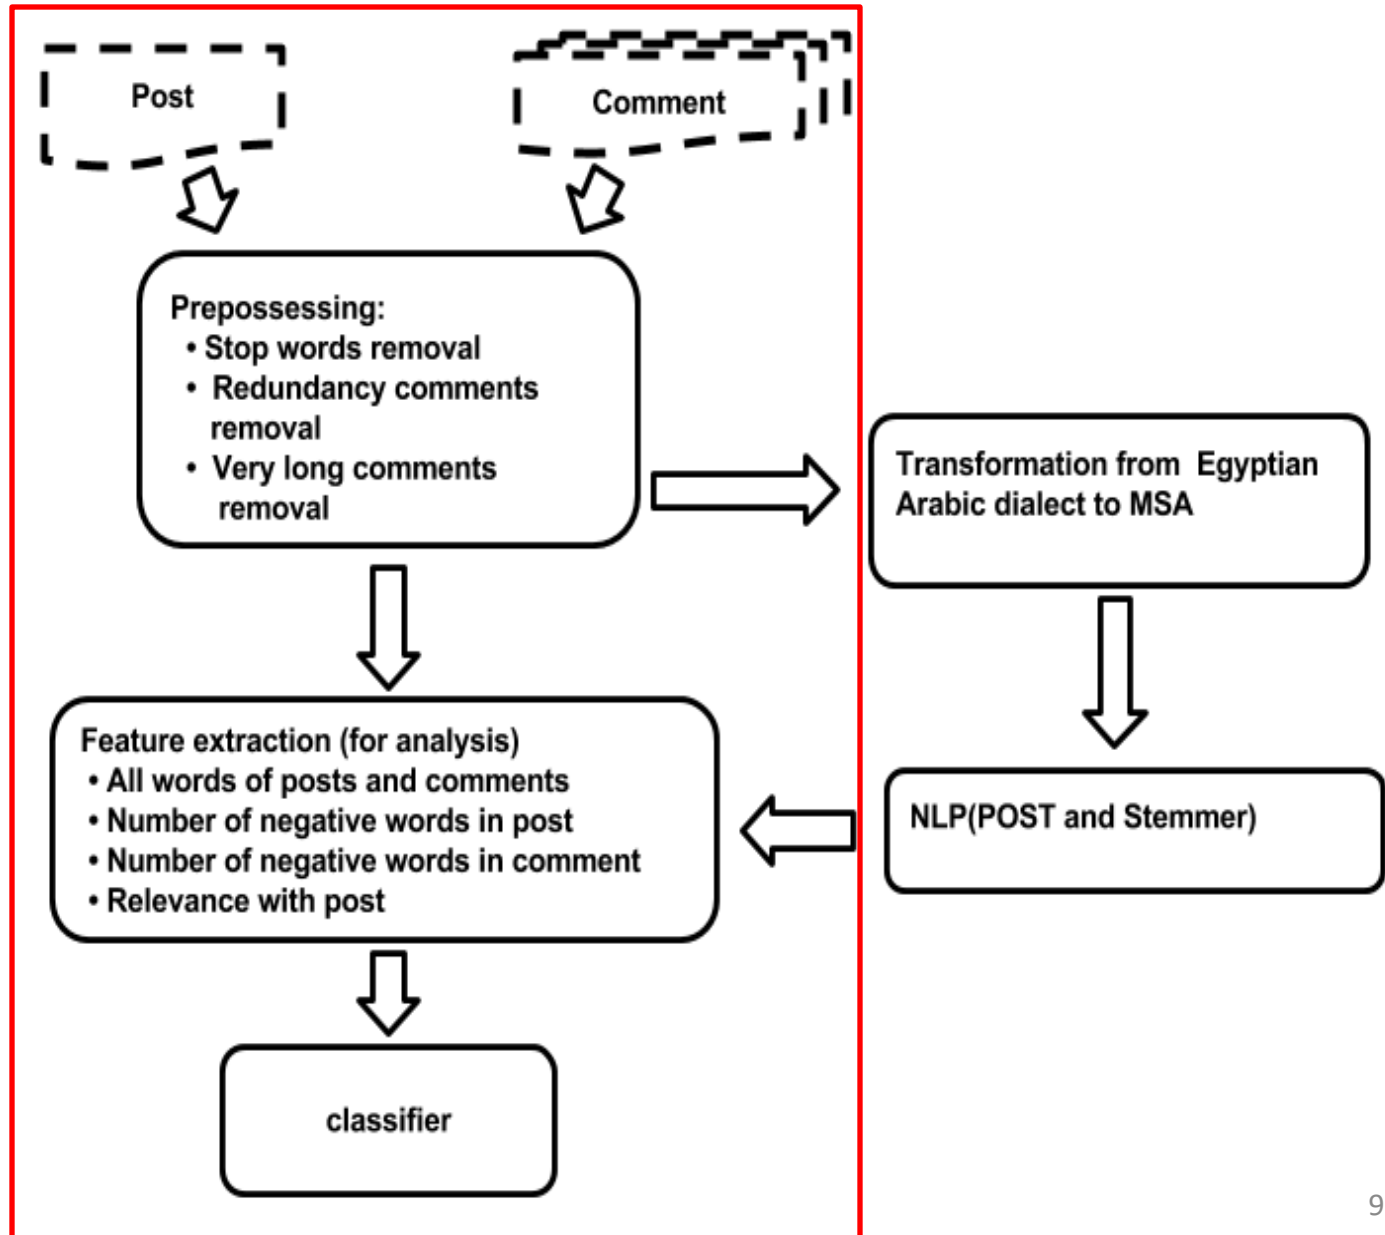 Post
Comment
Prepossessing:
• Stop words removal
• Redundancy comments
removal
• Very long comments
removal
Transformation from Egyptian
Arabic dialect to MSA
NLP(POST and Stemmer)
Feature extraction (for analysis)
• All words of posts and comments
• Number of negative words in post
• Number of negative words in comment
• Relevance with post
classifier
9